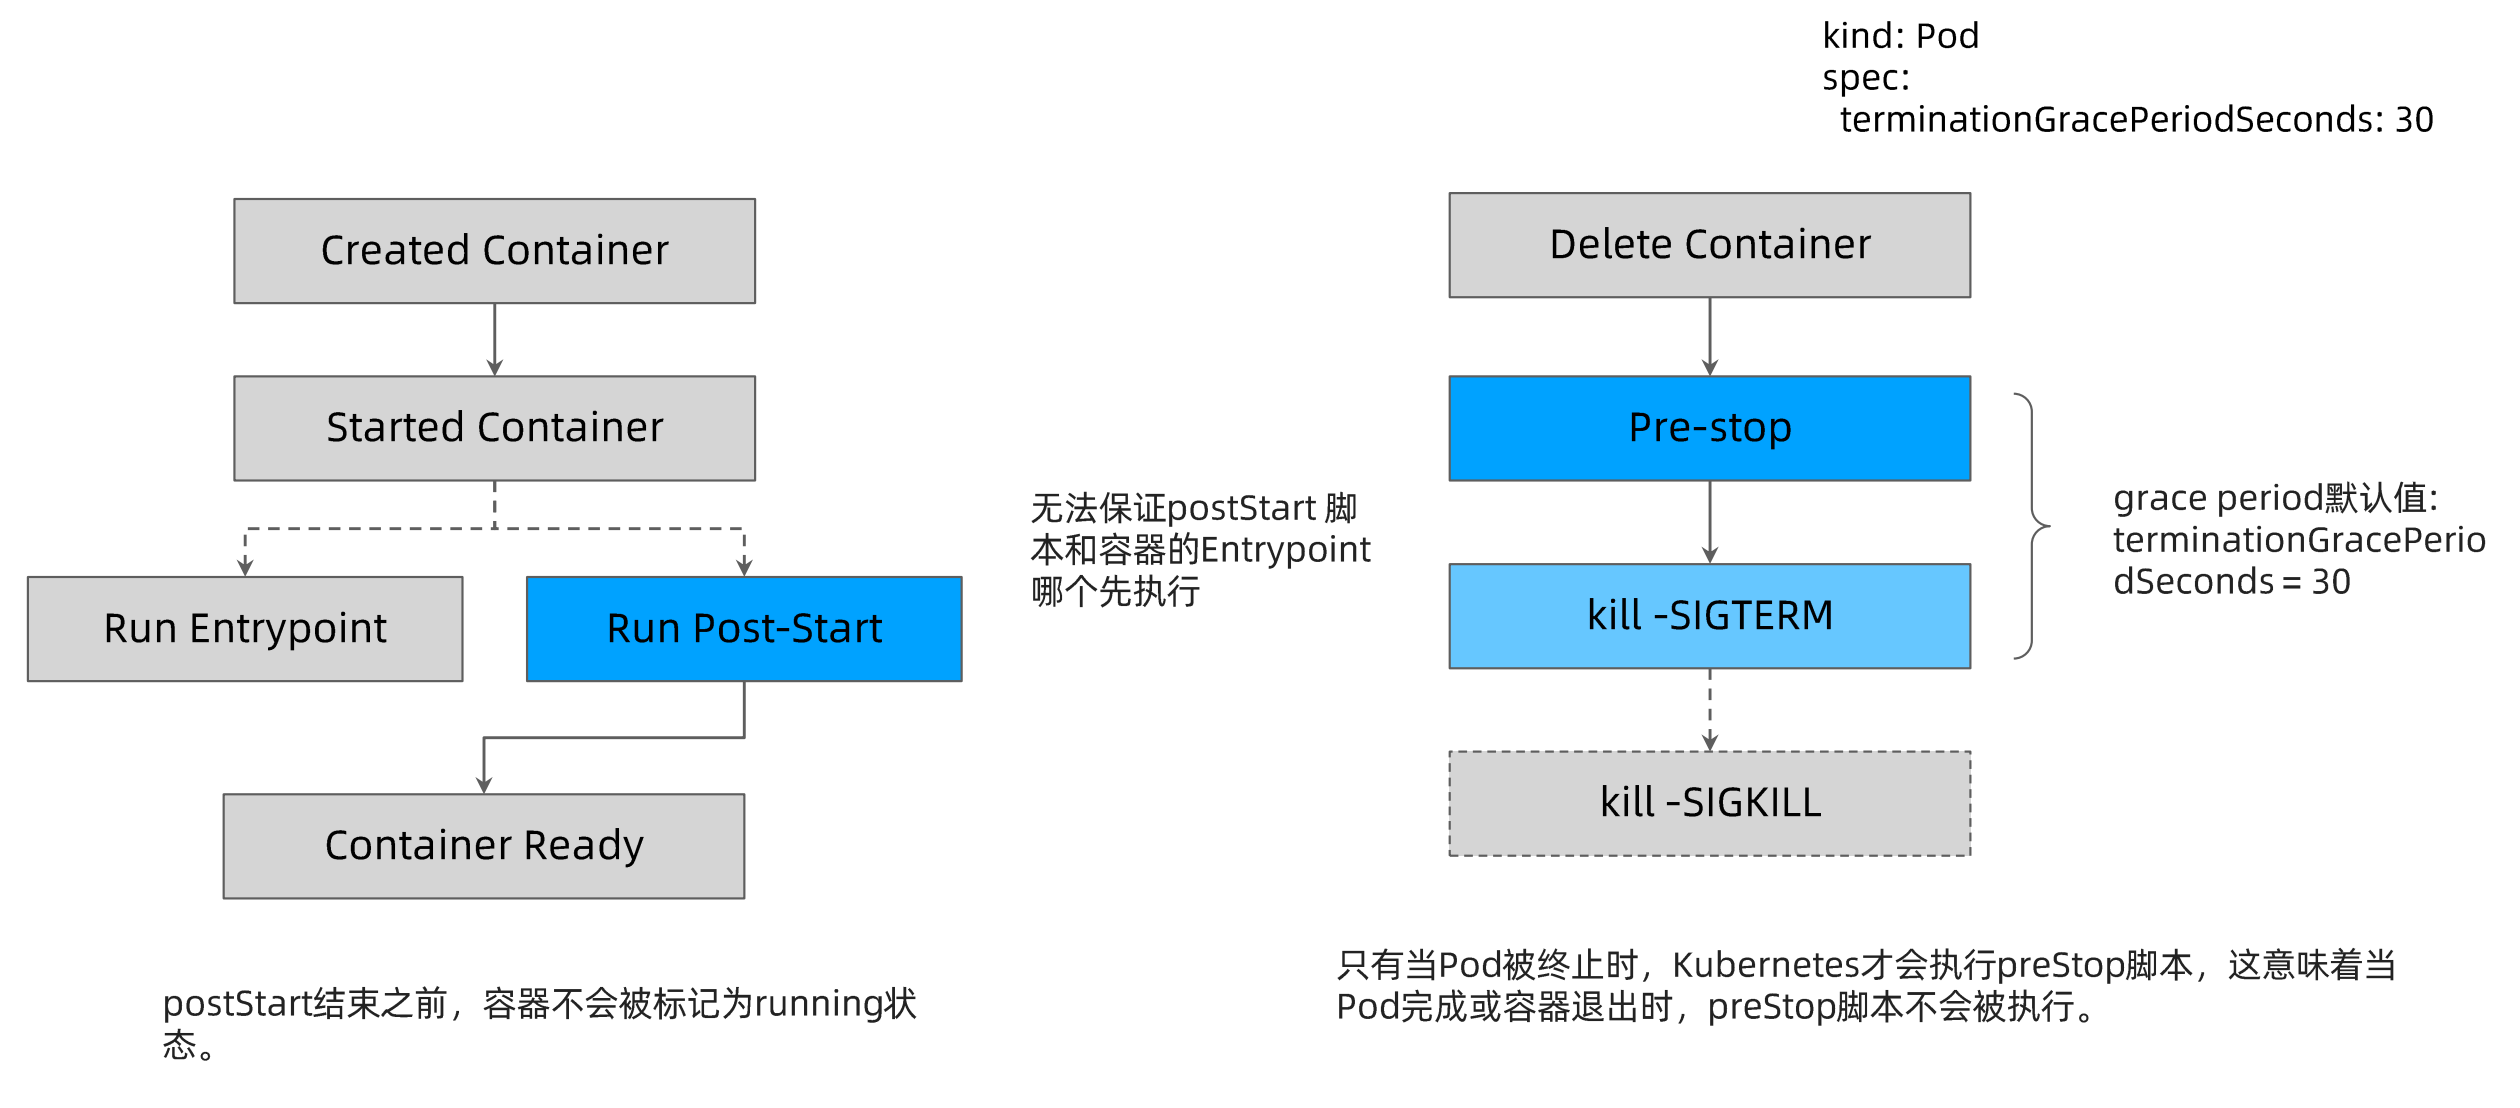 kind: Pod
spec:
terminationGracePeriodSeconds: 30
Created Container
Started Container
Run Entrypoint
Run Post-Start
Container Ready
postStart结束之前，容器不会被标记为running状
态。
无法保证postStart 脚
本和容器的Entrypoint
哪个先执行
Delete Container
Pre-stop
kill -SIGTERM
kill -SIGKILL
grace period默认值:
terminationGracePerio
dSeconds = 30
只有当Pod被终止时，Kubernetes才会执行preStop脚本，这意味着当
Pod完成或容器退出时，preStop脚本不会被执行。